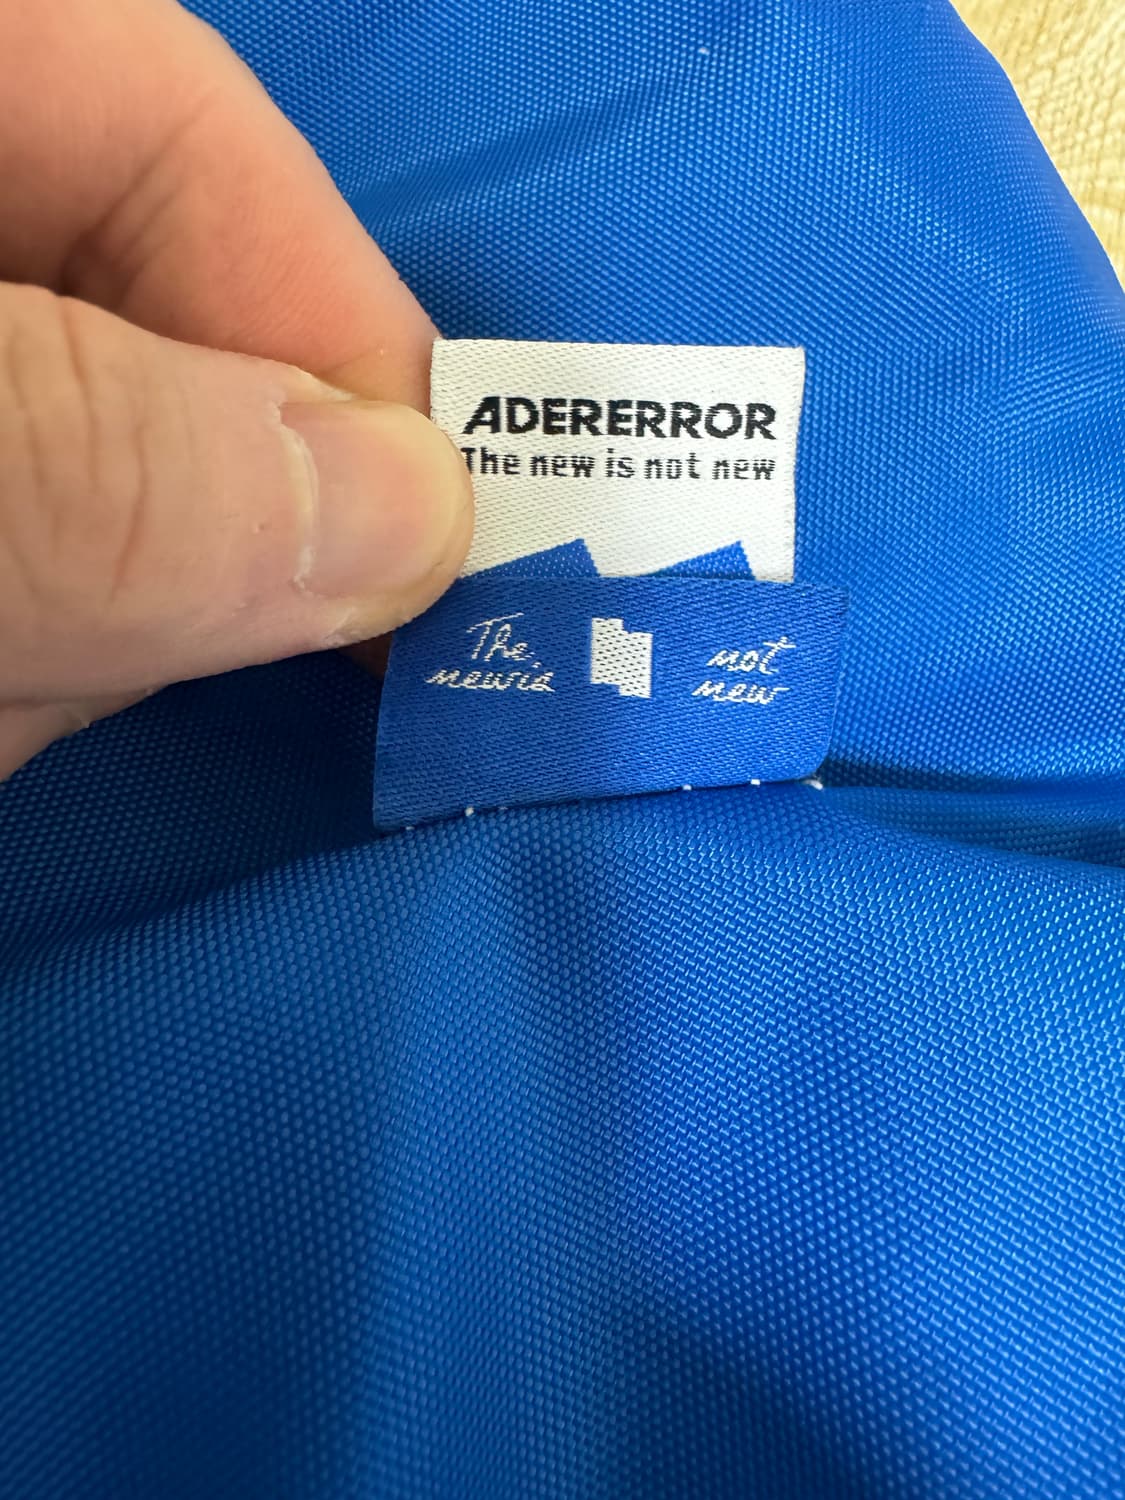 ADERERROR
The new is not new
The
new is
not
new